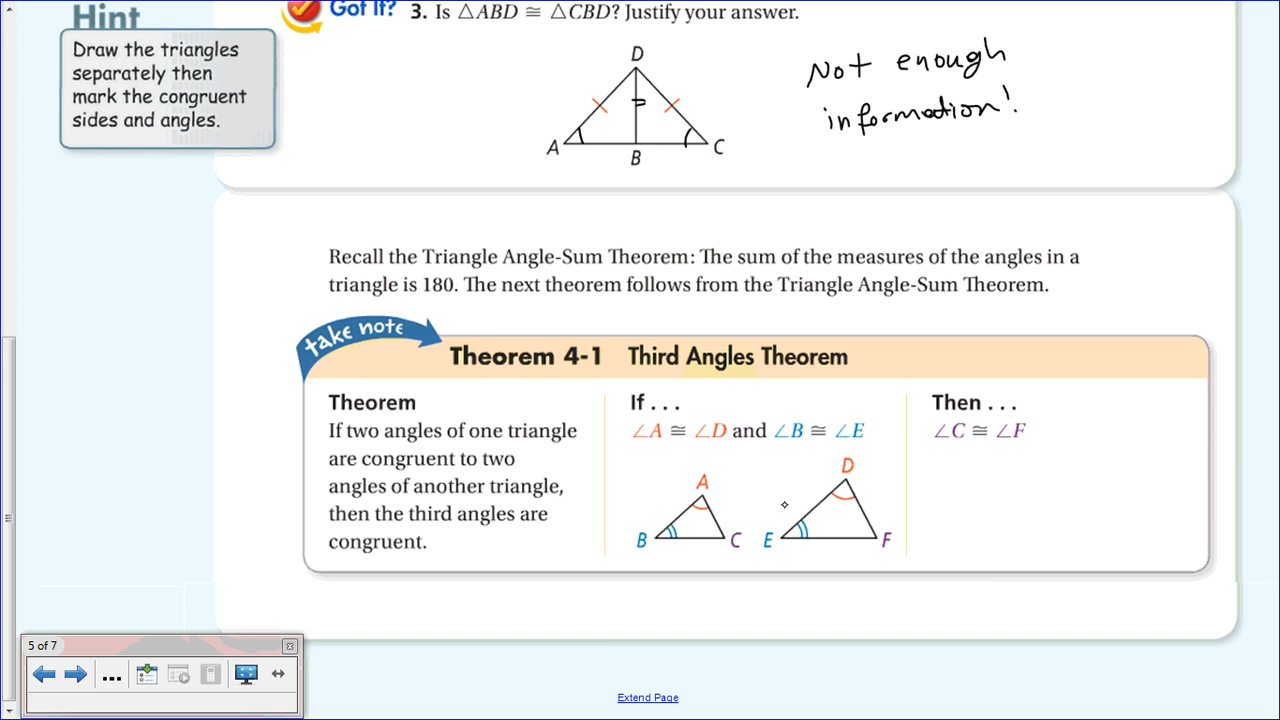 Hint
Draw the triangles
separately then
mark the congruent
sides and angles.
Got It? 3. Is △ABD ≅ △CBD? Justify your answer.
D
A
B
C
Not enough
information!
Recall the Triangle Angle-Sum Theorem: The sum of the measures of the angles in a
triangle is 180. The next theorem follows from the Triangle Angle-Sum Theorem.
take note
Theorem 4-1 Third Angles Theorem
Theorem
If two angles of one triangle
are congruent to two
angles of another triangle,
then the third angles are
congruent.
If . . .
∠A ≅ ∠D and ∠B ≅ ∠E
A
B
C
D
E
F
Then . . .
∠C ≅ ∠F
5 of 7
Extend Page